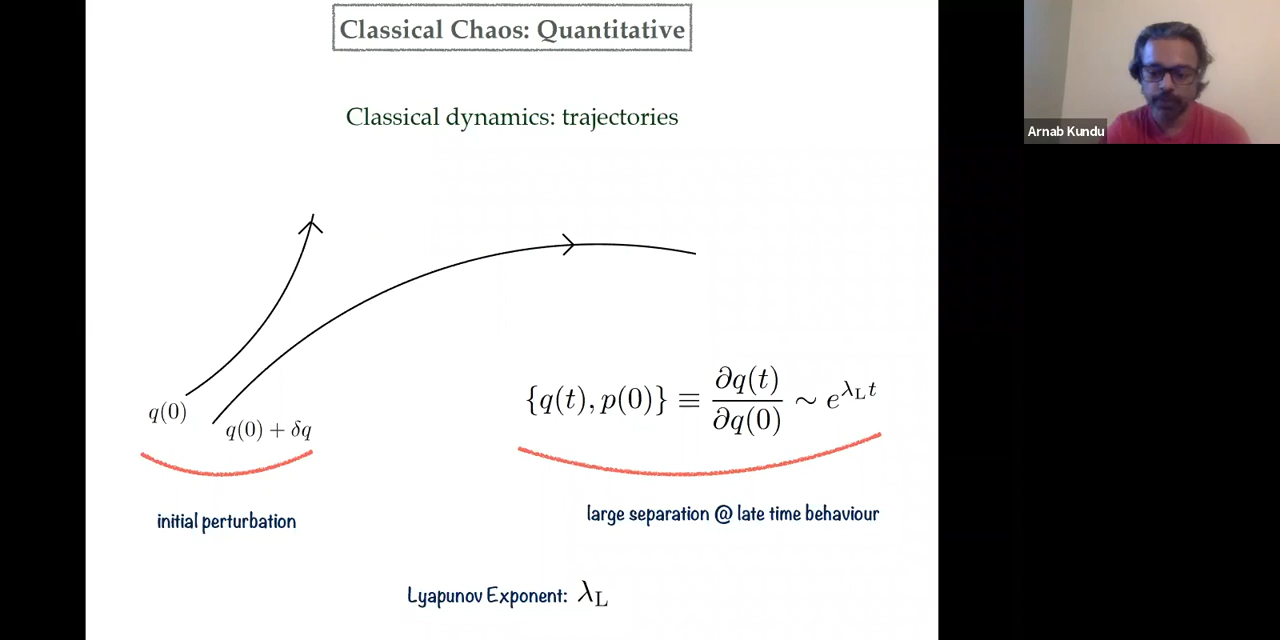 Classical Chaos: Quantitative
Arnab Kundu
Classical dynamics: trajectories
q(0)
q(0) + δq
{q(t), p(0)} ≡ ∂q(t)/∂q(0) ∼ e^{λ_L t}
initial perturbation
large separation @ late time behaviour
Lyapunov Exponent: λ_L